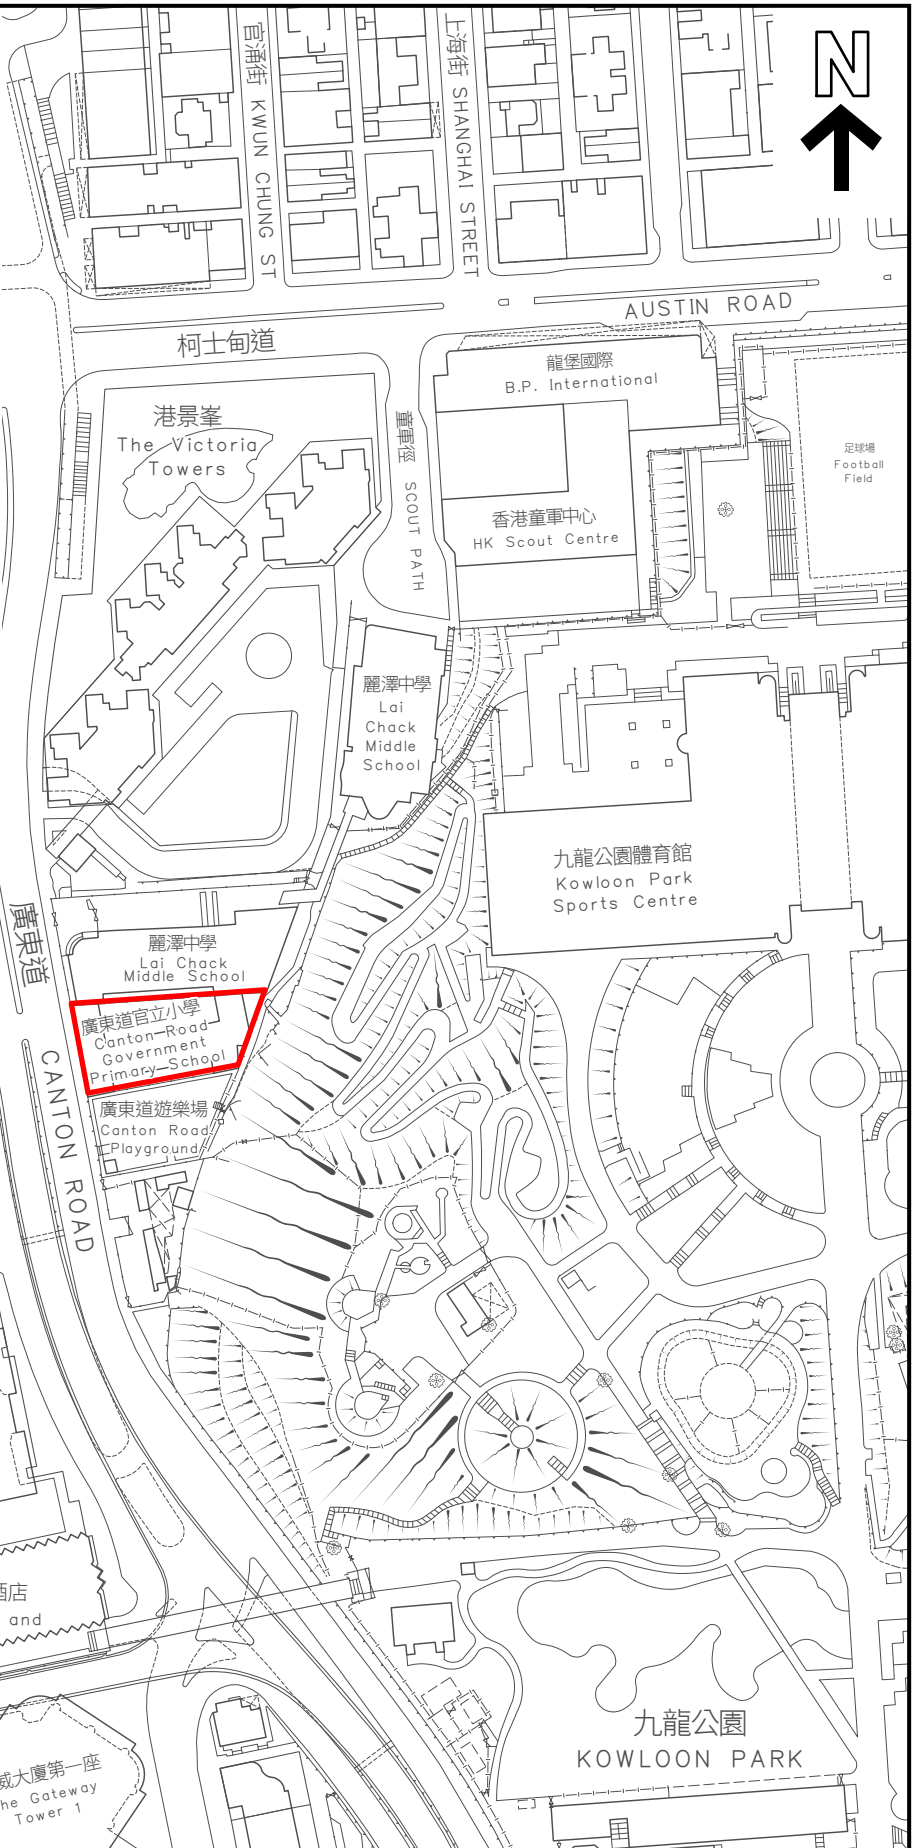 N
官涌街 KWUN CHUNG ST
上海街 SHANGHAI STREET
AUSTIN ROAD
柯士甸道
龍堡國際
B.P. International
港景峯
The Victoria
Towers
童軍徑 SCOUT PATH
足球場
Football
Field
香港童軍中心
HK Scout Centre
麗澤中學
Lai
Chack
Middle
School
九龍公園體育館
Kowloon Park
Sports Centre
廣東道
麗澤中學
Lai Chack
Middle School
廣東道官立小學
Canton Road
Government
Primary School
CANTON ROAD
廣東道遊樂場
Canton Road
Playground
酒店
and
九龍公園
KOWLOON PARK
威大廈第一座
he Gateway
Tower 1